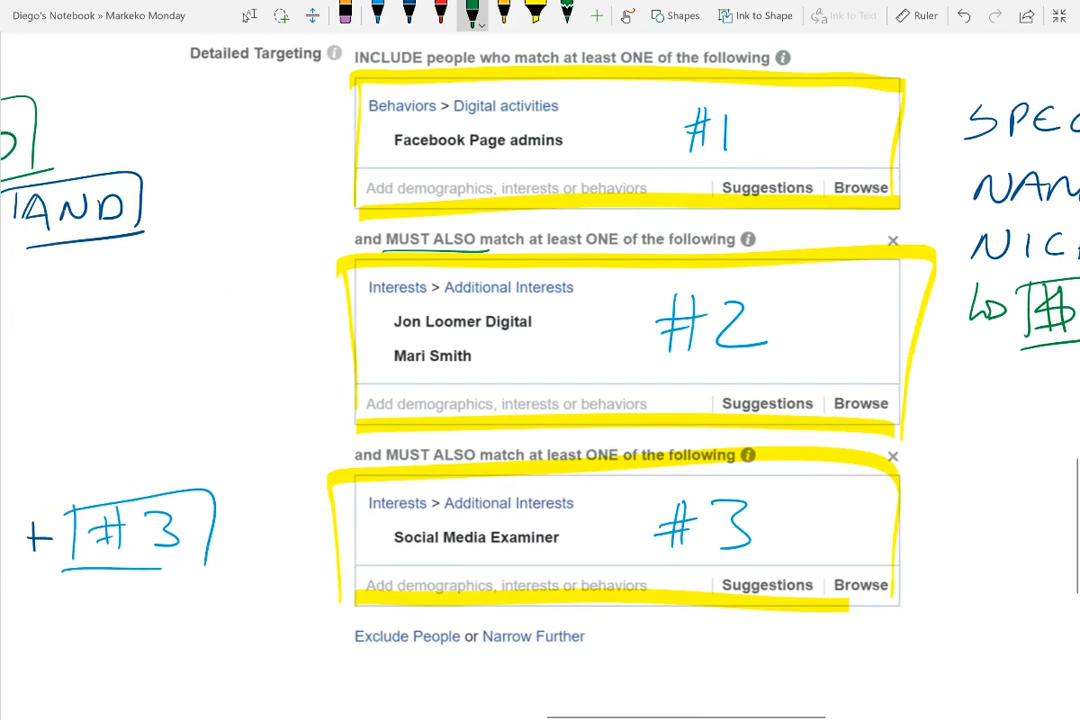 Diego's Notebook » Markeko Monday
Shapes
Ink to Shape
Ink to Text
Ruler
Detailed Targeting
INCLUDE people who match at least ONE of the following
Behaviors > Digital activities
Facebook Page admins
#1
Add demographics, interests or behaviors
Suggestions
Browse
AND
and MUST ALSO match at least ONE of the following
Interests > Additional Interests
Jon Loomer Digital
Mari Smith
#2
Add demographics, interests or behaviors
Suggestions
Browse
and MUST ALSO match at least ONE of the following
Interests > Additional Interests
Social Media Examiner
#3
Add demographics, interests or behaviors
Suggestions
Browse
+ #3
Exclude People or Narrow Further
SPEC
NAM
NIC
$